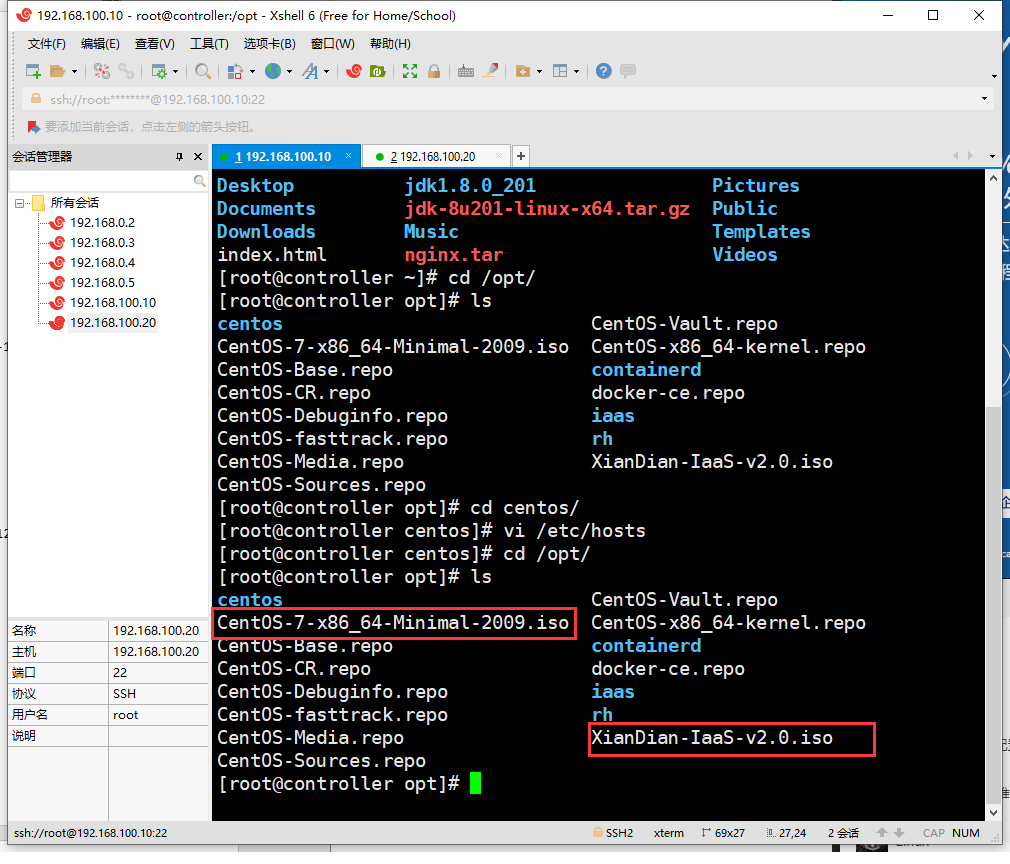 192.168.100.10 - root@controller:/opt - Xshell 6 (Free for Home/School)
文件(F) 编辑(E) 查看(V) 工具(T) 选项卡(B) 窗口(W) 帮助(H)
ssh://root:********@192.168.100.10:22
要添加当前会话，点击左侧的箭头按钮。
会话管理器
1 192.168.100.10 2 192.168.100.20
所有会话
192.168.0.2
192.168.0.3
192.168.0.4
192.168.0.5
192.168.100.10
192.168.100.20
名称 192.168.100.20
主机 192.168.100.20
端口 22
协议 SSH
用户名 root
说明
Desktop jdk1.8.0_201 Pictures
Documents jdk-8u201-linux-x64.tar.gz Public
Downloads Music Templates
index.html nginx.tar Videos
[root@controller ~]# cd /opt/
[root@controller opt]# ls
centos CentOS-Vault.repo
CentOS-7-x86_64-Minimal-2009.iso CentOS-x86_64-kernel.repo
CentOS-Base.repo containerd
CentOS-CR.repo docker-ce.repo
CentOS-Debuginfo.repo iaas
CentOS-fasttrack.repo rh
CentOS-Media.repo XianDian-IaaS-v2.0.iso
CentOS-Sources.repo
[root@controller opt]# cd centos/
[root@controller centos]# vi /etc/hosts
[root@controller centos]# cd /opt/
[root@controller opt]# ls
centos CentOS-Vault.repo
CentOS-7-x86_64-Minimal-2009.iso CentOS-x86_64-kernel.repo
CentOS-Base.repo containerd
CentOS-CR.repo docker-ce.repo
CentOS-Debuginfo.repo iaas
CentOS-fasttrack.repo rh
CentOS-Media.repo XianDian-IaaS-v2.0.iso
CentOS-Sources.repo
[root@controller opt]#
ssh://root@192.168.100.10:22 SSH2 xterm 69x27 27,24 2 会话 CAP NUM